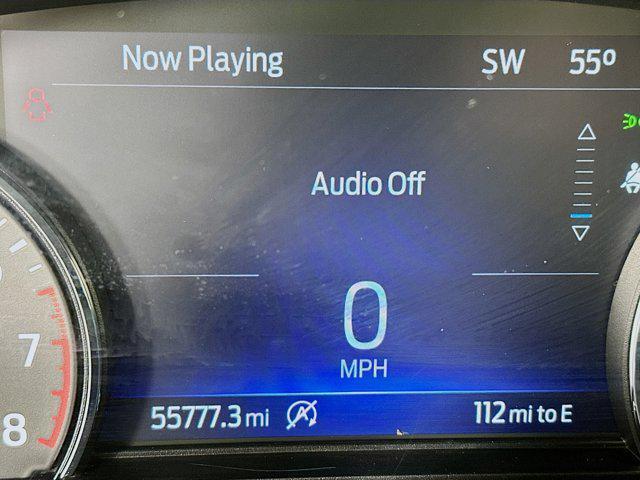 Now Playing SW 55°
Audio Off
0
MPH
7
8
55777.3 mi 112 mi to E